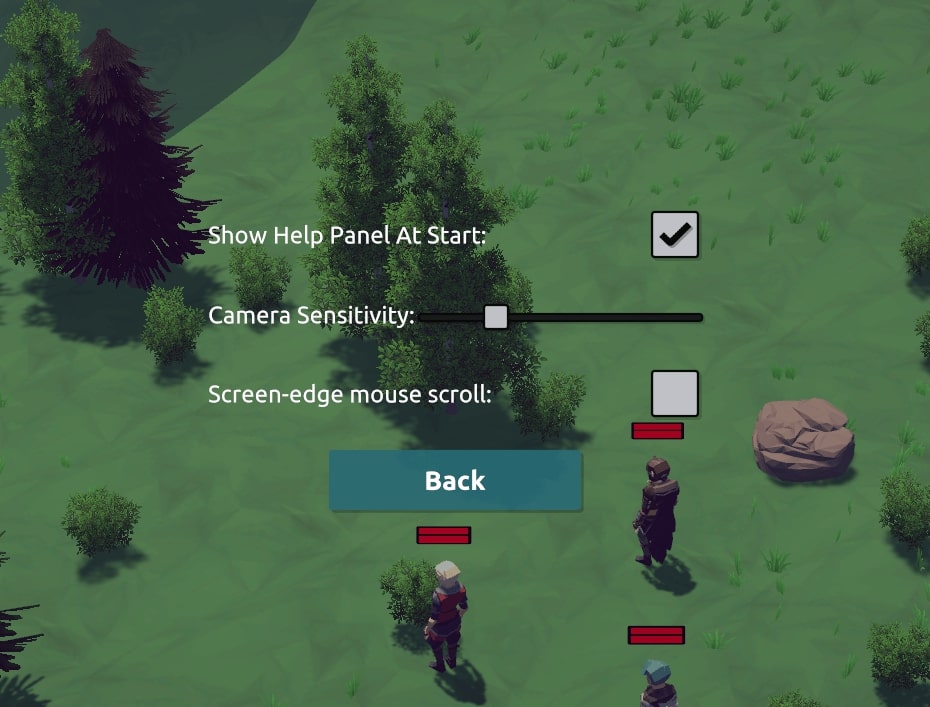 Show Help Panel At Start:
Camera Sensitivity:
Screen-edge mouse scroll:
Back